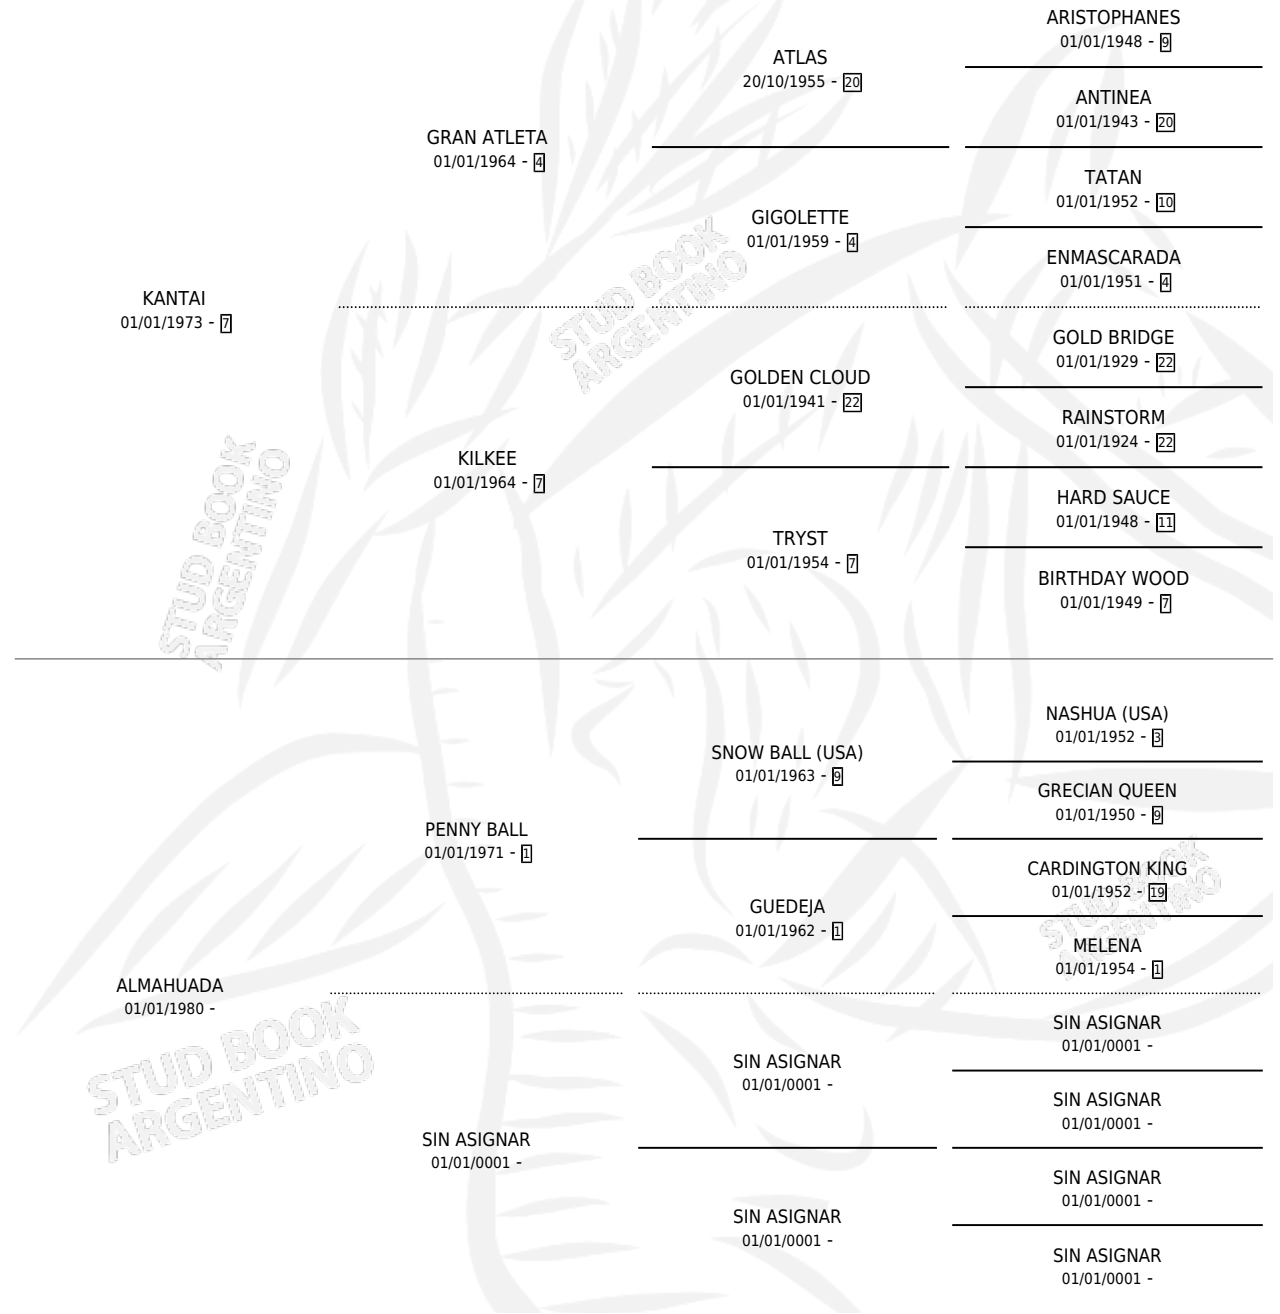 KANTAI
01/01/1973 - 7
GRAN ATLETA
01/01/1964 - 4
KILKEE
01/01/1964 - 7
ATLAS
20/10/1955 - 20
GIGOLETTE
01/01/1959 - 4
GOLDEN CLOUD
01/01/1941 - 22
TRYST
01/01/1954 - 7
ARISTOPHANES
01/01/1948 - 9
ANTINEA
01/01/1943 - 20
TATAN
01/01/1952 - 10
ENMASCARADA
01/01/1951 - 4
GOLD BRIDGE
01/01/1929 - 22
RAINSTORM
01/01/1924 - 22
HARD SAUCE
01/01/1948 - 11
BIRTHDAY WOOD
01/01/1949 - 7
ALMAHUADA
01/01/1980 -
PENNY BALL
01/01/1971 - 1
SIN ASIGNAR
01/01/0001 -
SNOW BALL (USA)
01/01/1963 - 9
GUEDEJA
01/01/1962 - 1
SIN ASIGNAR
01/01/0001 -
SIN ASIGNAR
01/01/0001 -
NASHUA (USA)
01/01/1952 - 3
GRECIAN QUEEN
01/01/1950 - 9
CARDINGTON KING
01/01/1952 - 19
MELENA
01/01/1954 - 1
SIN ASIGNAR
01/01/0001 -
SIN ASIGNAR
01/01/0001 -
SIN ASIGNAR
01/01/0001 -
SIN ASIGNAR
01/01/0001 -
STUD BOOK
ARGENTINO
STUD BOOK
ARGENTINO
STUD BOOK
ARGENTINO
STUD BOOK
ARGENTINO